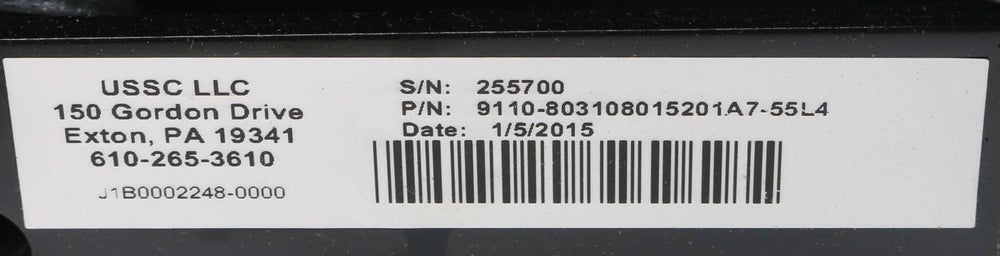 USSC LLC
150 Gordon Drive
Exton, PA 19341
610-265-3610
J1B0002248-0000
S/N: 255700
P/N: 9110-803108015201A7-55L4
Date: 1/5/2015